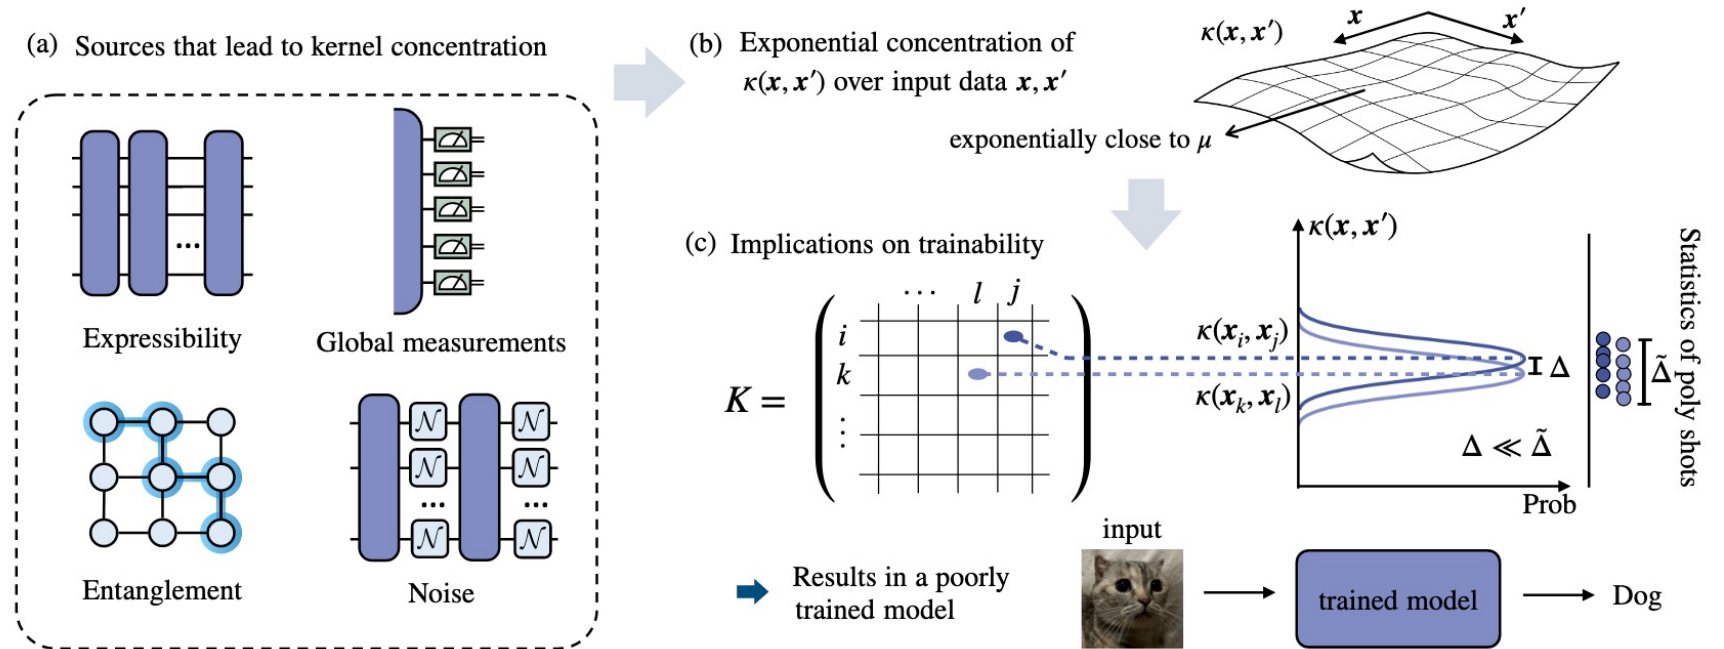 (a) Sources that lead to kernel concentration
Expressibility
Global measurements
Entanglement
𝒩 𝒩
𝒩 𝒩
... ...
𝒩 𝒩
Noise
...
(b) Exponential concentration of
κ(x, x′) over input data x, x′
κ(x, x′)
x
x′
exponentially close to μ
(c) Implications on trainability
K =
... l j
i
k
⋮
κ(x, x′)
κ(xᵢ, xⱼ)
κ(xₖ, xₗ)
Δ
Δ ≪ Δ̃
Prob
Δ̃
Statistics of poly shots
Results in a poorly
trained model
input
trained model
Dog